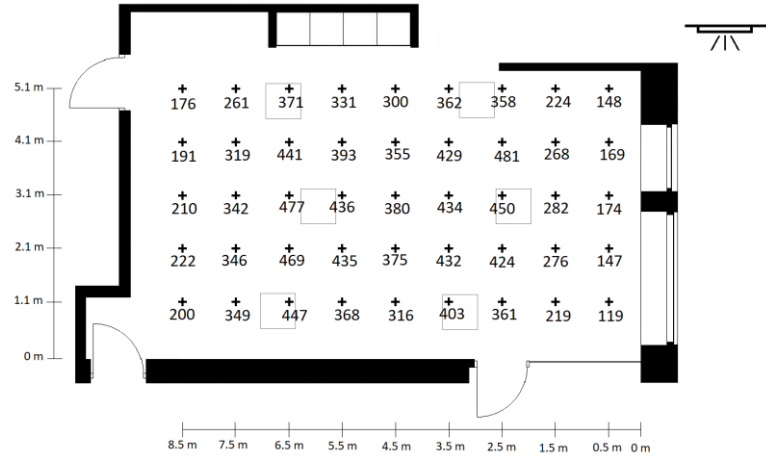 5.1 m 176 261 371 331 300 362 358 224 148
4.1 m 191 319 441 393 355 429 481 268 169
3.1 m 210 342 477 436 380 434 450 282 174
2.1 m 222 346 469 435 375 432 424 276 147
1.1 m 200 349 447 368 316 403 361 219 119
0 m
8.5 m 7.5 m 6.5 m 5.5 m 4.5 m 3.5 m 2.5 m 1.5 m 0.5 m 0 m